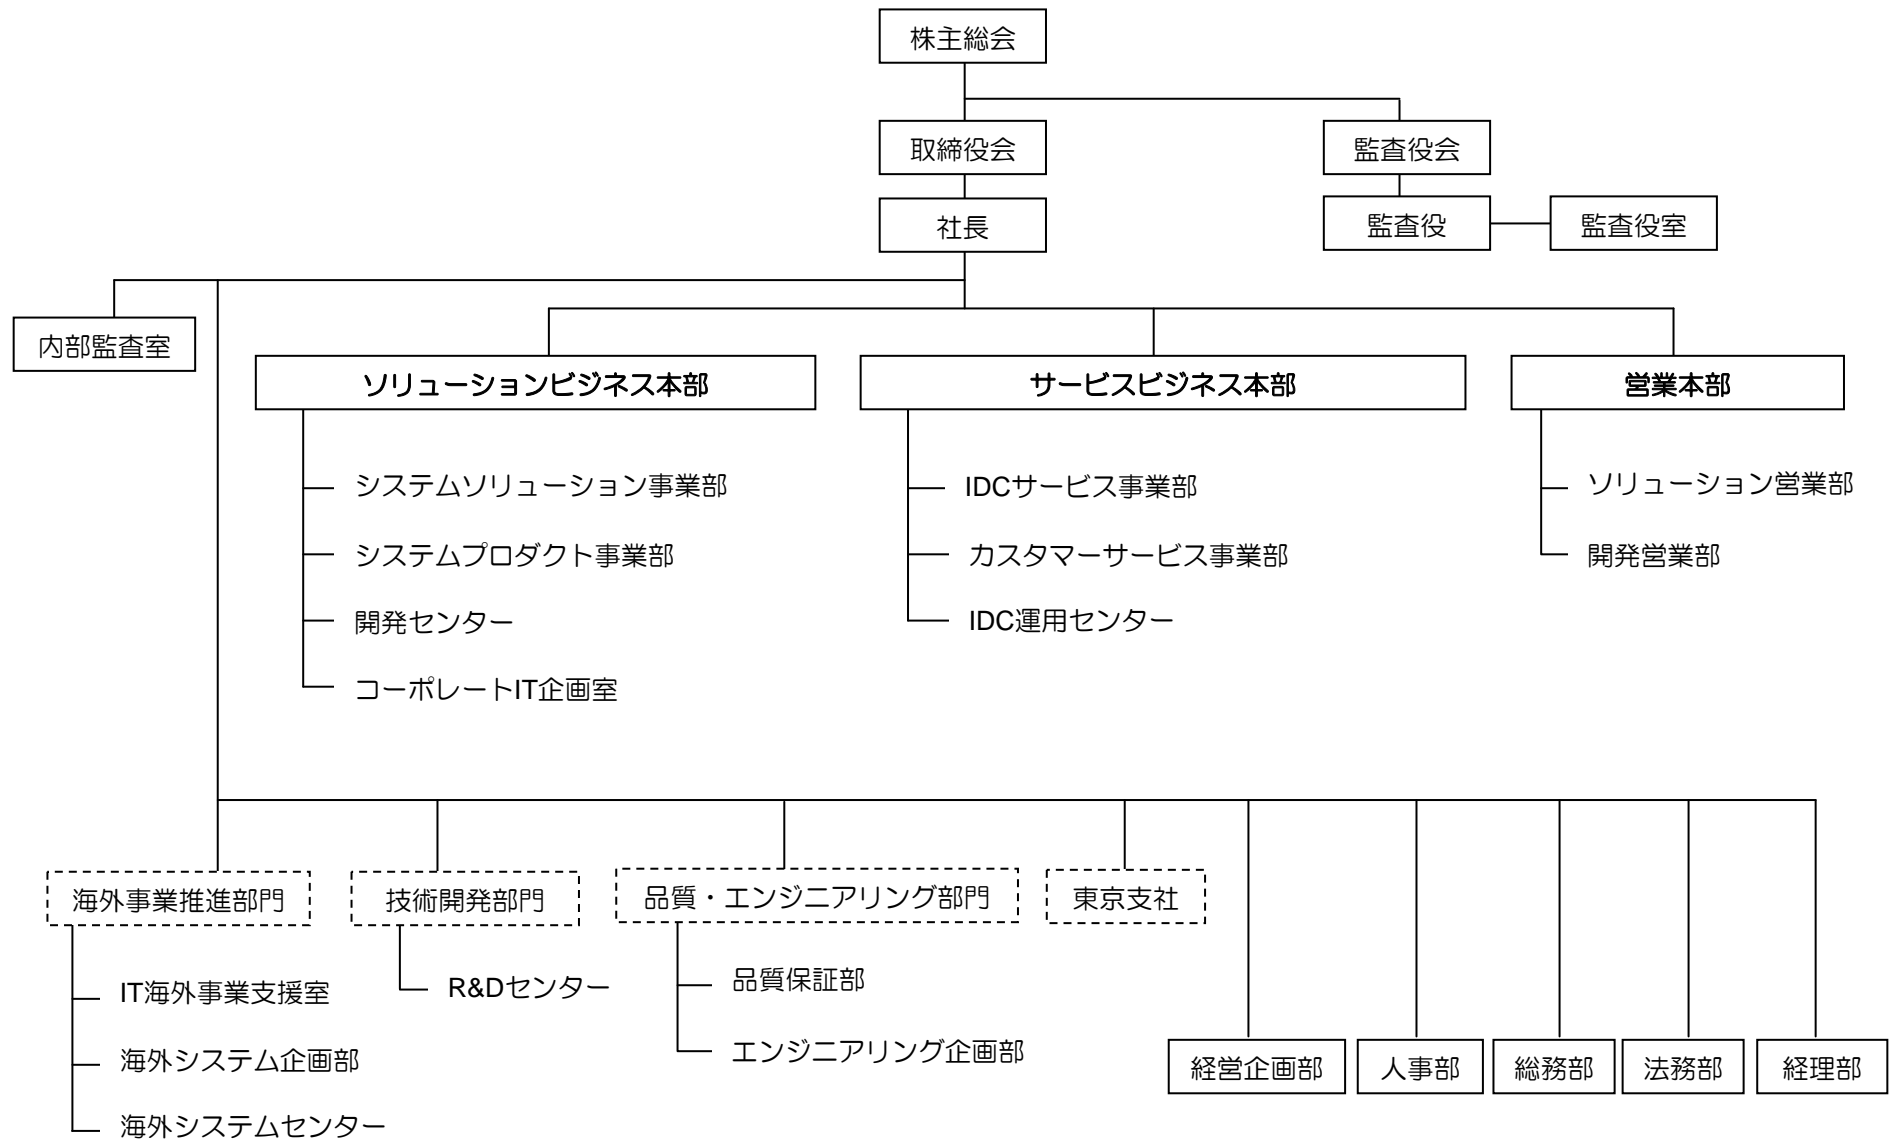 株主総会
取締役会
監査役会
社長
監査役
監査役室
内部監査室
ソリューションビジネス本部
サービスビジネス本部
営業本部
システムソリューション事業部
システムプロダクト事業部
開発センター
コーポレートIT企画室
IDCサービス事業部
カスタマーサービス事業部
IDC運用センター
ソリューション営業部
開発営業部
海外事業推進部門
技術開発部門
品質・エンジニアリング部門
東京支社
IT海外事業支援室
海外システム企画部
海外システムセンター
R&Dセンター
品質保証部
エンジニアリング企画部
経営企画部
人事部
総務部
法務部
経理部